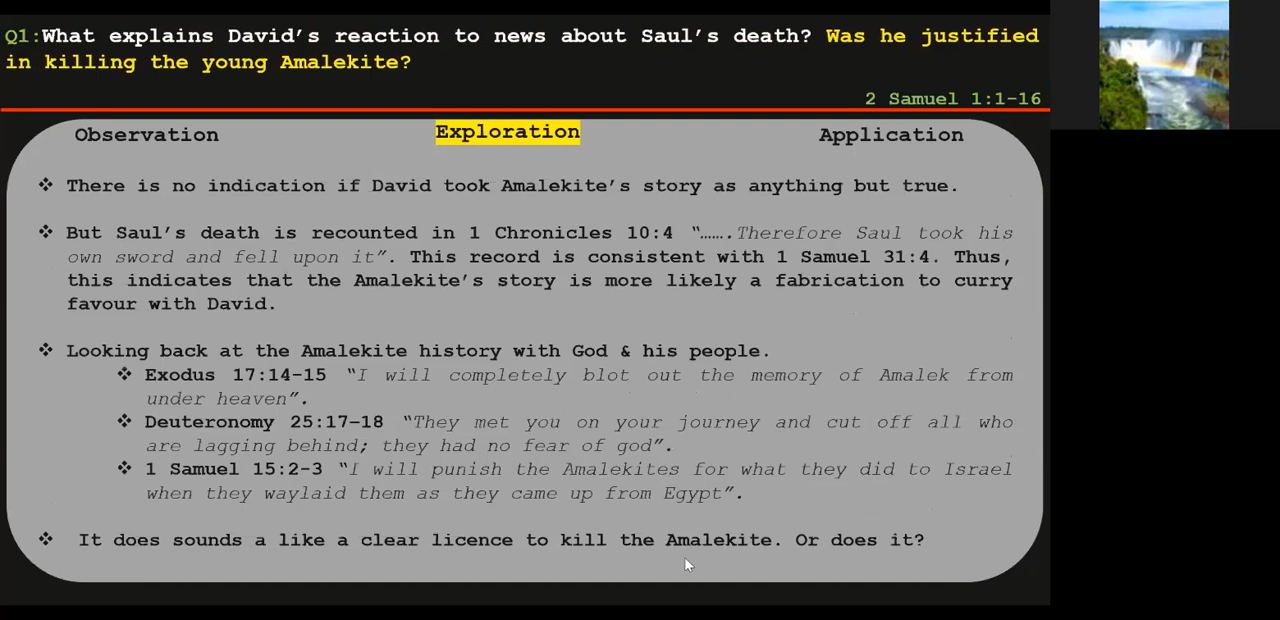 Q1:What explains David's reaction to news about Saul's death? Was he justified
in killing the young Amalekite?
2 Samuel 1:1-16
Observation Exploration Application
❖ There is no indication if David took Amalekite's story as anything but true.
❖ But Saul's death is recounted in 1 Chronicles 10:4 "…….Therefore Saul took his
own sword and fell upon it". This record is consistent with 1 Samuel 31:4. Thus,
this indicates that the Amalekite's story is more likely a fabrication to curry
favour with David.
❖ Looking back at the Amalekite history with God & his people.
❖ Exodus 17:14-15 "I will completely blot out the memory of Amalek from
under heaven".
❖ Deuteronomy 25:17-18 "They met you on your journey and cut off all who
are lagging behind; they had no fear of god".
❖ 1 Samuel 15:2-3 "I will punish the Amalekites for what they did to Israel
when they waylaid them as they came up from Egypt".
❖ It does sounds a like a clear licence to kill the Amalekite. Or does it?